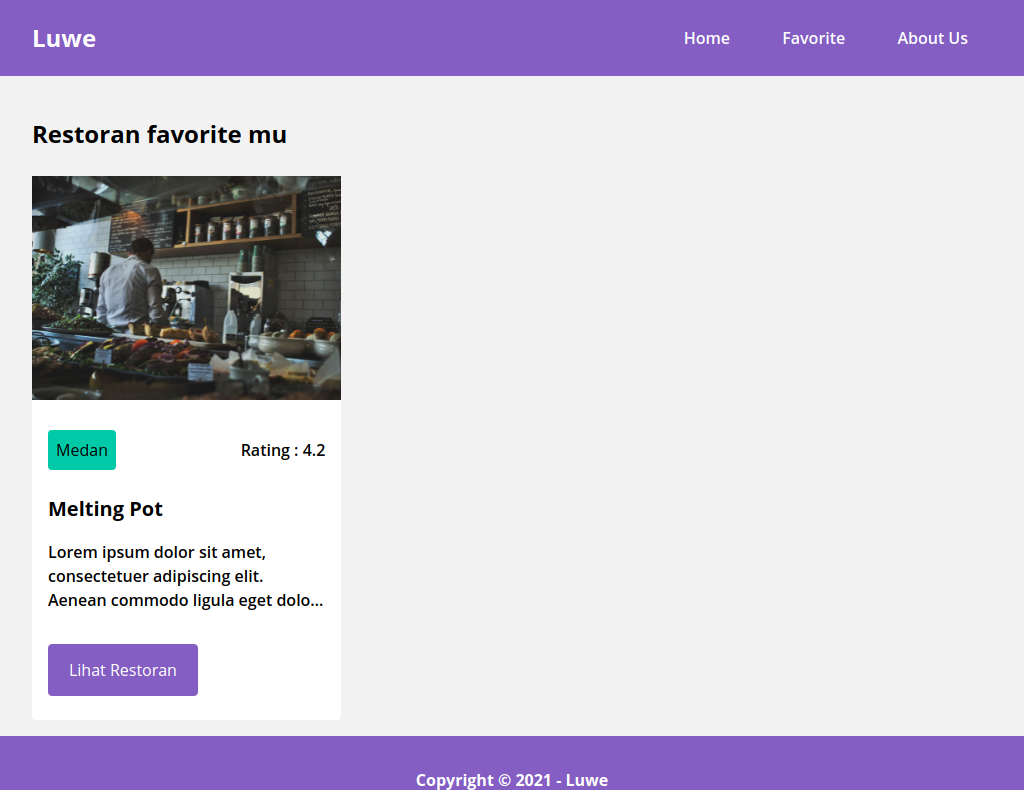 Luwe
Home
Favorite
About Us
Restoran favorite mu
Medan
Rating : 4.2
Melting Pot
Lorem ipsum dolor sit amet,
consectetuer adipiscing elit.
Aenean commodo ligula eget dolo...
Lihat Restoran
Copyright © 2021 - Luwe